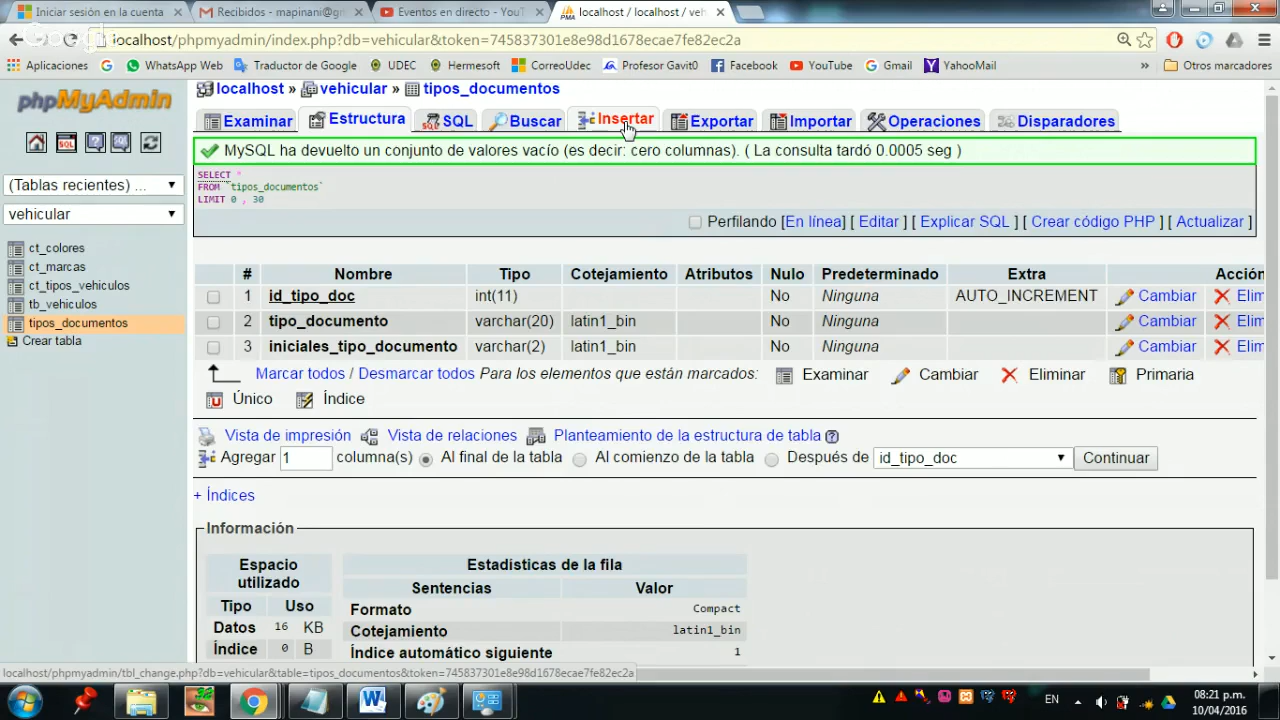 Iniciar sesión en la cuenta
Recibidos - mapinani@gm
Eventos en directo - YouT
localhost / localhost / veh
localhost/phpmyadmin/index.php?db=vehicular&token=745837301e8e98d1678ecae7fe82ec2a
Aplicaciones
WhatsApp Web
Traductor de Google
UDEC
Hermesoft
CorreoUdec
Profesor Gavit0
Facebook
YouTube
Gmail
YahooMail
» Otros marcadores
phpMyAdmin
localhost » vehicular » tipos_documentos
Examinar Estructura SQL Buscar Insertar Exportar Importar Operaciones Disparadores
MySQL ha devuelto un conjunto de valores vacío (es decir: cero columnas). ( La consulta tardó 0.0005 seg )
SELECT *
FROM `tipos_documentos`
LIMIT 0 , 30
Perfilando [En línea] [ Editar ] [ Explicar SQL ] [ Crear código PHP ] [ Actualizar ]
(Tablas recientes) ...
vehicular
ct_colores
ct_marcas
ct_tipos_vehiculos
tb_vehiculos
tipos_documentos
Crear tabla
# Nombre Tipo Cotejamiento Atributos Nulo Predeterminado Extra Acción
1 id_tipo_doc int(11) No Ninguna AUTO_INCREMENT Cambiar Elim
2 tipo_documento varchar(20) latin1_bin No Ninguna Cambiar Elim
3 iniciales_tipo_documento varchar(2) latin1_bin No Ninguna Cambiar Elim
Marcar todos / Desmarcar todos Para los elementos que están marcados: Examinar Cambiar Eliminar Primaria
Único Índice
Vista de impresión Vista de relaciones Planteamiento de la estructura de tabla
Agregar 1 columna(s) Al final de la tabla Al comienzo de la tabla Después de id_tipo_doc Continuar
+ Índices
Información
Espacio utilizado
Tipo Uso
Datos 16 KB
Índice 0 B
Estadísticas de la fila
Sentencias Valor
Formato Compact
Cotejamiento latin1_bin
Índice automático siguiente 1
localhost/phpmyadmin/tbl_change.php?db=vehicular&table=tipos_documentos&token=745837301e8e98d1678ecae7fe82ec2a
EN
08:21 p.m.
10/04/2016